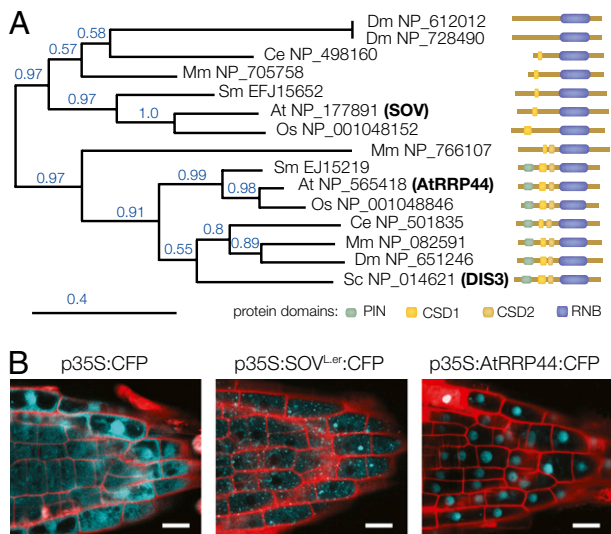 A
Dm NP_612012
Dm NP_728490
Ce NP_498160
Mm NP_705758
Sm EFJ15652
At NP_177891 (SOV)
Os NP_001048152
Mm NP_766107
Sm EJ15219
At NP_565418 (AtRRP44)
Os NP_001048846
Ce NP_501835
Mm NP_082591
Dm NP_651246
Sc NP_014621 (DIS3)
0.58
0.57
0.97
0.97
1.0
0.97
0.99
0.98
0.91
0.8
0.89
0.55
0.4
protein domains: PIN CSD1 CSD2 RNB
B
p35S:CFP p35S:SOVL.er:CFP p35S:AtRRP44:CFP